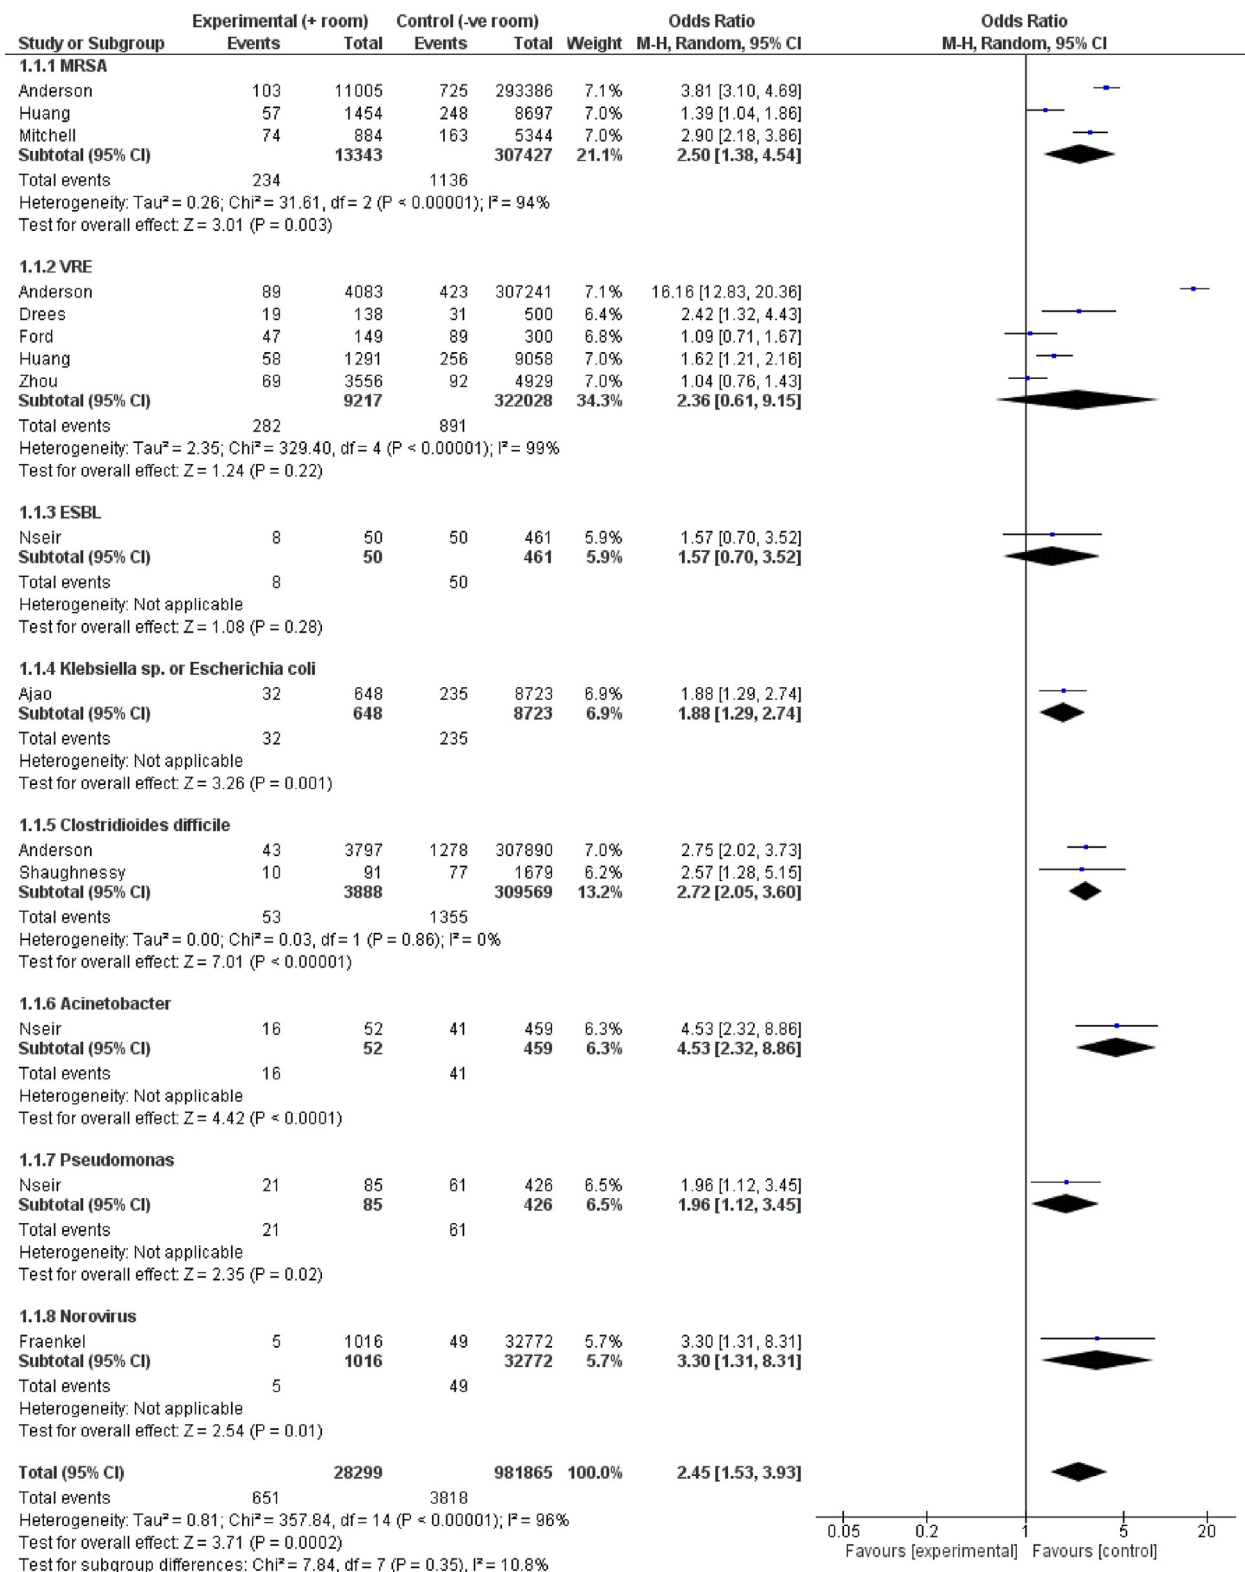 Experimental (+ room) Control (-ve room) Odds Ratio Odds Ratio
Study or Subgroup Events Total Events Total Weight M-H, Random, 95% CI M-H, Random, 95% CI
1.1.1 MRSA
Anderson 103 11005 725 293386 7.1% 3.81 [3.10, 4.69]
Huang 57 1454 248 8697 7.0% 1.39 [1.04, 1.86]
Mitchell 74 884 163 5344 7.0% 2.90 [2.18, 3.86]
Subtotal (95% CI) 13343 307427 21.1% 2.50 [1.38, 4.54]
Total events 234 1136
Heterogeneity: Tau² = 0.26; Chi² = 31.61, df = 2 (P < 0.00001); I² = 94%
Test for overall effect: Z = 3.01 (P = 0.003)
1.1.2 VRE
Anderson 89 4083 423 307241 7.1% 16.16 [12.83, 20.36]
Drees 19 138 31 500 6.4% 2.42 [1.32, 4.43]
Ford 47 149 89 300 6.8% 1.09 [0.71, 1.67]
Huang 58 1291 256 9058 7.0% 1.62 [1.21, 2.16]
Zhou 69 3556 92 4929 7.0% 1.04 [0.76, 1.43]
Subtotal (95% CI) 9217 322028 34.3% 2.36 [0.61, 9.15]
Total events 282 891
Heterogeneity: Tau² = 2.35; Chi² = 329.40, df = 4 (P < 0.00001); I² = 99%
Test for overall effect: Z = 1.24 (P = 0.22)
1.1.3 ESBL
Nseir 8 50 50 461 5.9% 1.57 [0.70, 3.52]
Subtotal (95% CI) 50 461 5.9% 1.57 [0.70, 3.52]
Total events 8 50
Heterogeneity: Not applicable
Test for overall effect: Z = 1.08 (P = 0.28)
1.1.4 Klebsiella sp. or Escherichia coli
Ajao 32 648 235 8723 6.9% 1.88 [1.29, 2.74]
Subtotal (95% CI) 648 8723 6.9% 1.88 [1.29, 2.74]
Total events 32 235
Heterogeneity: Not applicable
Test for overall effect: Z = 3.26 (P = 0.001)
1.1.5 Clostridioides difficile
Anderson 43 3797 1278 307890 7.0% 2.75 [2.02, 3.73]
Shaughnessy 10 91 77 1679 6.2% 2.57 [1.28, 5.15]
Subtotal (95% CI) 3888 309569 13.2% 2.72 [2.05, 3.60]
Total events 53 1355
Heterogeneity: Tau² = 0.00; Chi² = 0.03, df = 1 (P = 0.86); I² = 0%
Test for overall effect: Z = 7.01 (P < 0.00001)
1.1.6 Acinetobacter
Nseir 16 52 41 459 6.3% 4.53 [2.32, 8.86]
Subtotal (95% CI) 52 459 6.3% 4.53 [2.32, 8.86]
Total events 16 41
Heterogeneity: Not applicable
Test for overall effect: Z = 4.42 (P < 0.0001)
1.1.7 Pseudomonas
Nseir 21 85 61 426 6.5% 1.96 [1.12, 3.45]
Subtotal (95% CI) 85 426 6.5% 1.96 [1.12, 3.45]
Total events 21 61
Heterogeneity: Not applicable
Test for overall effect: Z = 2.35 (P = 0.02)
1.1.8 Norovirus
Fraenkel 5 1016 49 32772 5.7% 3.30 [1.31, 8.31]
Subtotal (95% CI) 1016 32772 5.7% 3.30 [1.31, 8.31]
Total events 5 49
Heterogeneity: Not applicable
Test for overall effect: Z = 2.54 (P = 0.01)
Total (95% CI) 28299 981865 100.0% 2.45 [1.53, 3.93]
Total events 651 3818
Heterogeneity: Tau² = 0.81; Chi² = 357.84, df = 14 (P < 0.00001); I² = 96%
Test for overall effect: Z = 3.71 (P = 0.0002)
Test for subgroup differences: Chi² = 7.84, df = 7 (P = 0.35), I² = 10.8%
0.05 0.2 1 5 20
Favours [experimental] Favours [control]